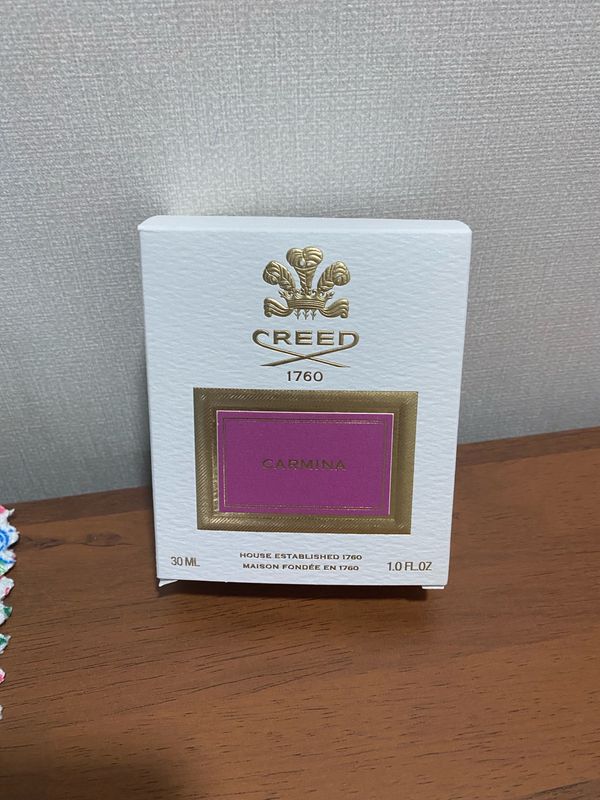 CREED
1760
CARMINA
HOUSE ESTABLISHED 1760
MAISON FONDÉE EN 1760
30 ML
1.0 FL.OZ